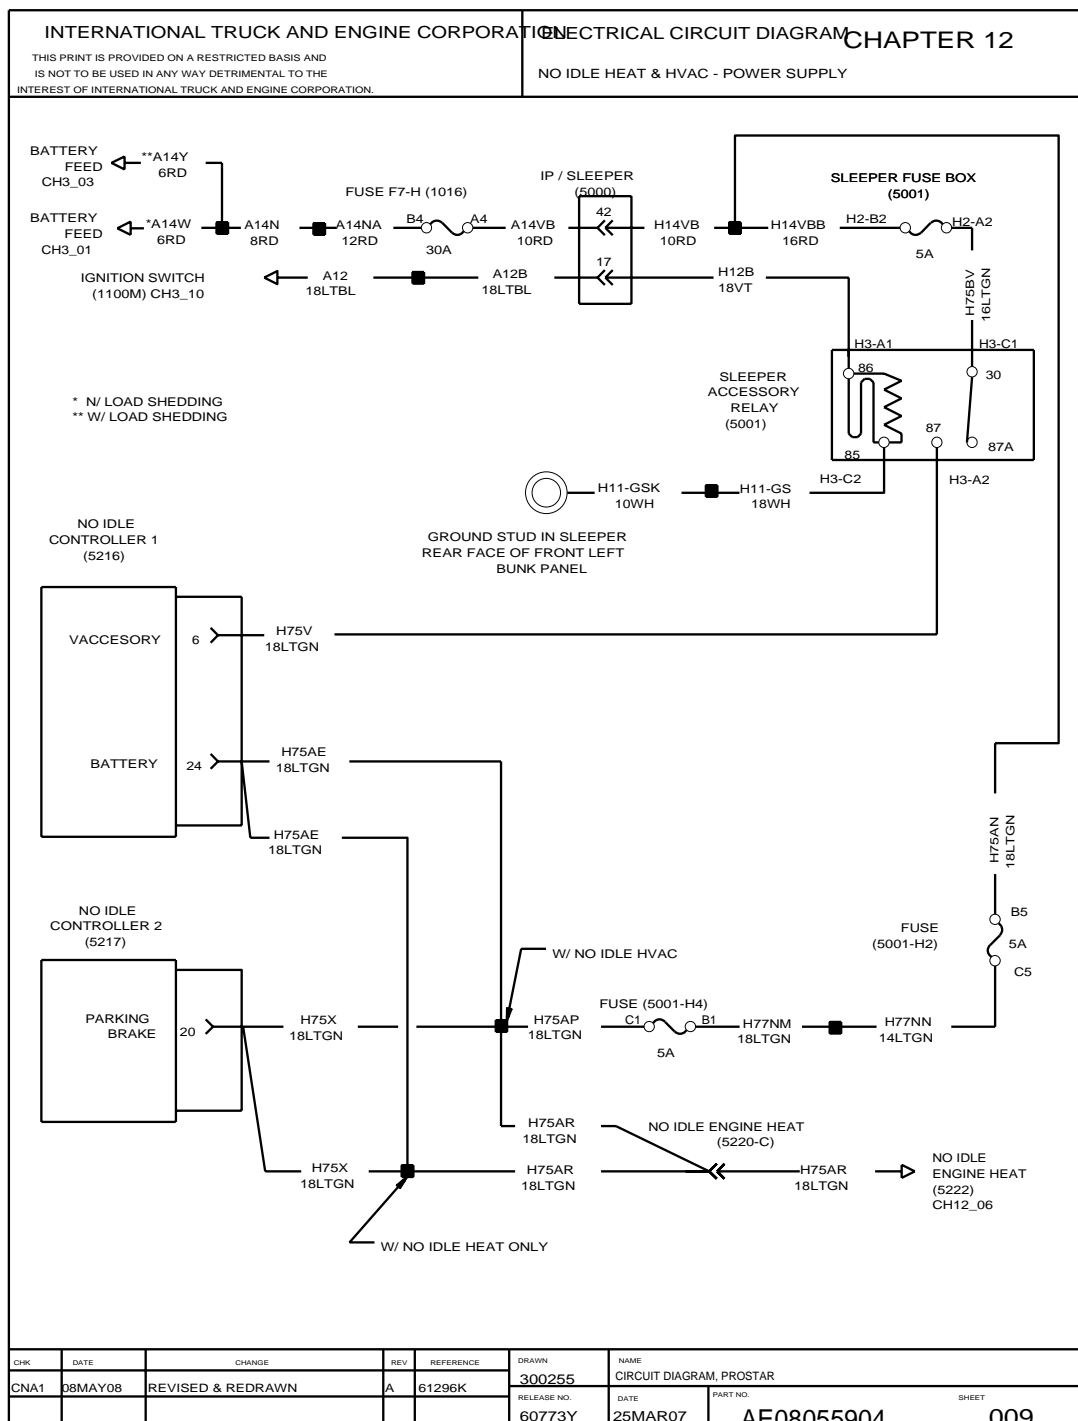 INTERNATIONAL TRUCK AND ENGINE CORPORATION
THIS PRINT IS PROVIDED ON A RESTRICTED BASIS AND
IS NOT TO BE USED IN ANY WAY DETRIMENTAL TO THE
INTEREST OF INTERNATIONAL TRUCK AND ENGINE CORPORATION.
ELECTRICAL CIRCUIT DIAGRAM
CHAPTER 12
NO IDLE HEAT & HVAC - POWER SUPPLY
BATTERY
FEED
CH3_03
**A14Y
6RD
BATTERY
FEED
CH3_01
*A14W
6RD
A14N
8RD
A14NA
12RD
FUSE F7-H (1016)
B4
A4
30A
A14VB
10RD
IP / SLEEPER
(5000)
42
17
H14VB
10RD
H14VBB
16RD
SLEEPER FUSE BOX
(5001)
H2-B2
H2-A2
5A
H75BV
16LTGN
IGNITION SWITCH
(1100M) CH3_10
A12
18LTBL
A12B
18LTBL
H12B
18VT
H3-A1
H3-C1
86
30
87
87A
85
H3-C2
H3-A2
SLEEPER
ACCESSORY
RELAY
(5001)
* N/ LOAD SHEDDING
** W/ LOAD SHEDDING
H11-GSK
10WH
H11-GS
18WH
GROUND STUD IN SLEEPER
REAR FACE OF FRONT LEFT
BUNK PANEL
NO IDLE
CONTROLLER 1
(5216)
VACCESORY
6
H75V
18LTGN
BATTERY
24
H75AE
18LTGN
H75AE
18LTGN
H75AN
18LTGN
NO IDLE
CONTROLLER 2
(5217)
FUSE
(5001-H2)
B5
5A
C5
W/ NO IDLE HVAC
PARKING
BRAKE
20
H75X
18LTGN
H75AP
18LTGN
FUSE (5001-H4)
C1
B1
5A
H77NM
18LTGN
H77NN
14LTGN
H75AR
18LTGN
NO IDLE ENGINE HEAT
(5220-C)
H75X
18LTGN
H75AR
18LTGN
H75AR
18LTGN
NO IDLE
ENGINE HEAT
(5222)
CH12_06
W/ NO IDLE HEAT ONLY
CHK
DATE
CHANGE
REV
REFERENCE
CNA1
08MAY08
REVISED & REDRAWN
A
61296K
DRAWN
300255
NAME
CIRCUIT DIAGRAM, PROSTAR
RELEASE NO.
60773Y
DATE
25MAR07
PART NO.
AE08055904
SHEET
009